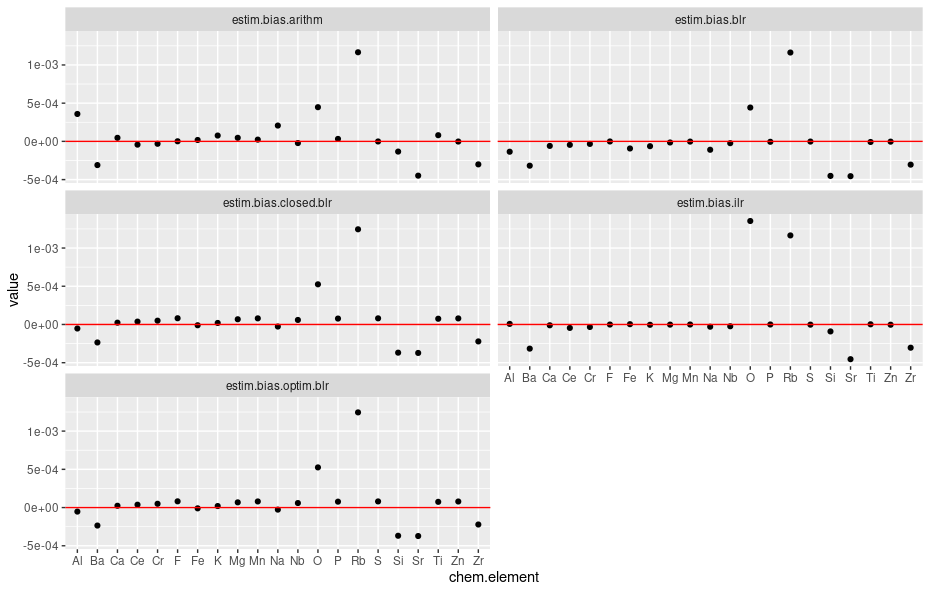 estim.bias.arithm
estim.bias.blr
1e-03
5e-04
0e+00
-5e-04
estim.bias.closed.blr
estim.bias.ilr
1e-03
5e-04
0e+00
-5e-04
Al Ba Ca Ce Cr F Fe K Mg Mn Na Nb O P Rb S Si Sr Ti Zn Zr
estim.bias.optim.blr
1e-03
5e-04
0e+00
-5e-04
Al Ba Ca Ce Cr F Fe K Mg Mn Na Nb O P Rb S Si Sr Ti Zn Zr
value
chem.element